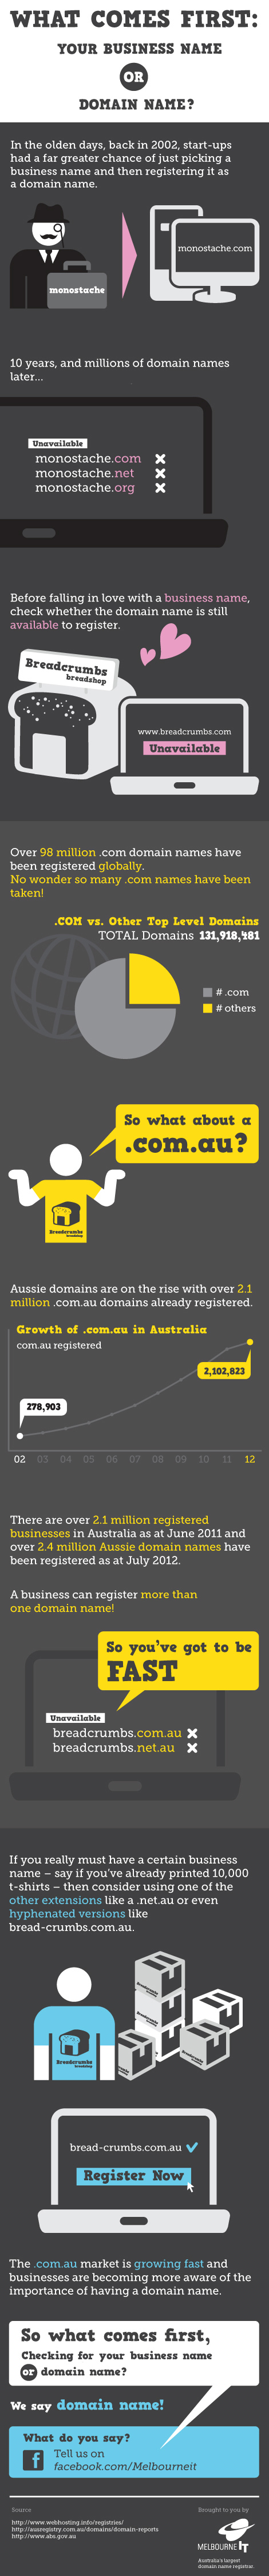 WHAT COMES FIRST:
YOUR BUSINESS NAME
OR
DOMAIN NAME?
In the olden days, back in 2002, start-ups
had a far greater chance of just picking a
business name and then registering it as
a domain name.
monostache.com
monostache
10 years, and millions of domain names
later...
Unavailable
monostache.com
monostache.net
monostache.org
Before falling in love with a business name,
check whether the domain name is still
available to register.
Breadcrumbs
breadshop
www.breadcrumbs.com
Unavailable
Over 98 million .com domain names have
been registered globally.
No wonder so many .com names have been
taken!
.COM vs. Other Top Level Domains
TOTAL Domains 131,918,481
# .com
# others
So what about a
.com.au?
Breadcrumbs
breadshop
Aussie domains are on the rise with over 2.1
million .com.au domains already registered.
Growth of .com.au in Australia
com.au registered
2,102,823
278,903
02 03 04 05 06 07 08 09 10 11 12
There are over 2.1 million registered
businesses in Australia as at June 2011 and
over 2.4 million Aussie domain names have
been registered as at July 2012.
A business can register more than
one domain name!
So you've got to be
FAST
Unavailable
breadcrumbs.com.au
breadcrumbs.net.au
If you really must have a certain business
name – say if you've already printed 10,000
t-shirts – then consider using one of the
other extensions like a .net.au or even
hyphenated versions like
bread-crumbs.com.au.
Breadcrumbs
breadshop
bread-crumbs.com.au
Register Now
The .com.au market is growing fast and
businesses are becoming more aware of the
importance of having a domain name.
So what comes first,
Checking for your business name
or domain name?
We say domain name!
What do you say?
f
Tell us on
facebook.com/Melbourneit
Source
Brought to you by
http://www.webhosting.info/registries/
http://ausregistry.com.au/domains/domain-reports
http://www.abs.gov.au
MELBOURNE IT
Australia's largest
domain name registrar.